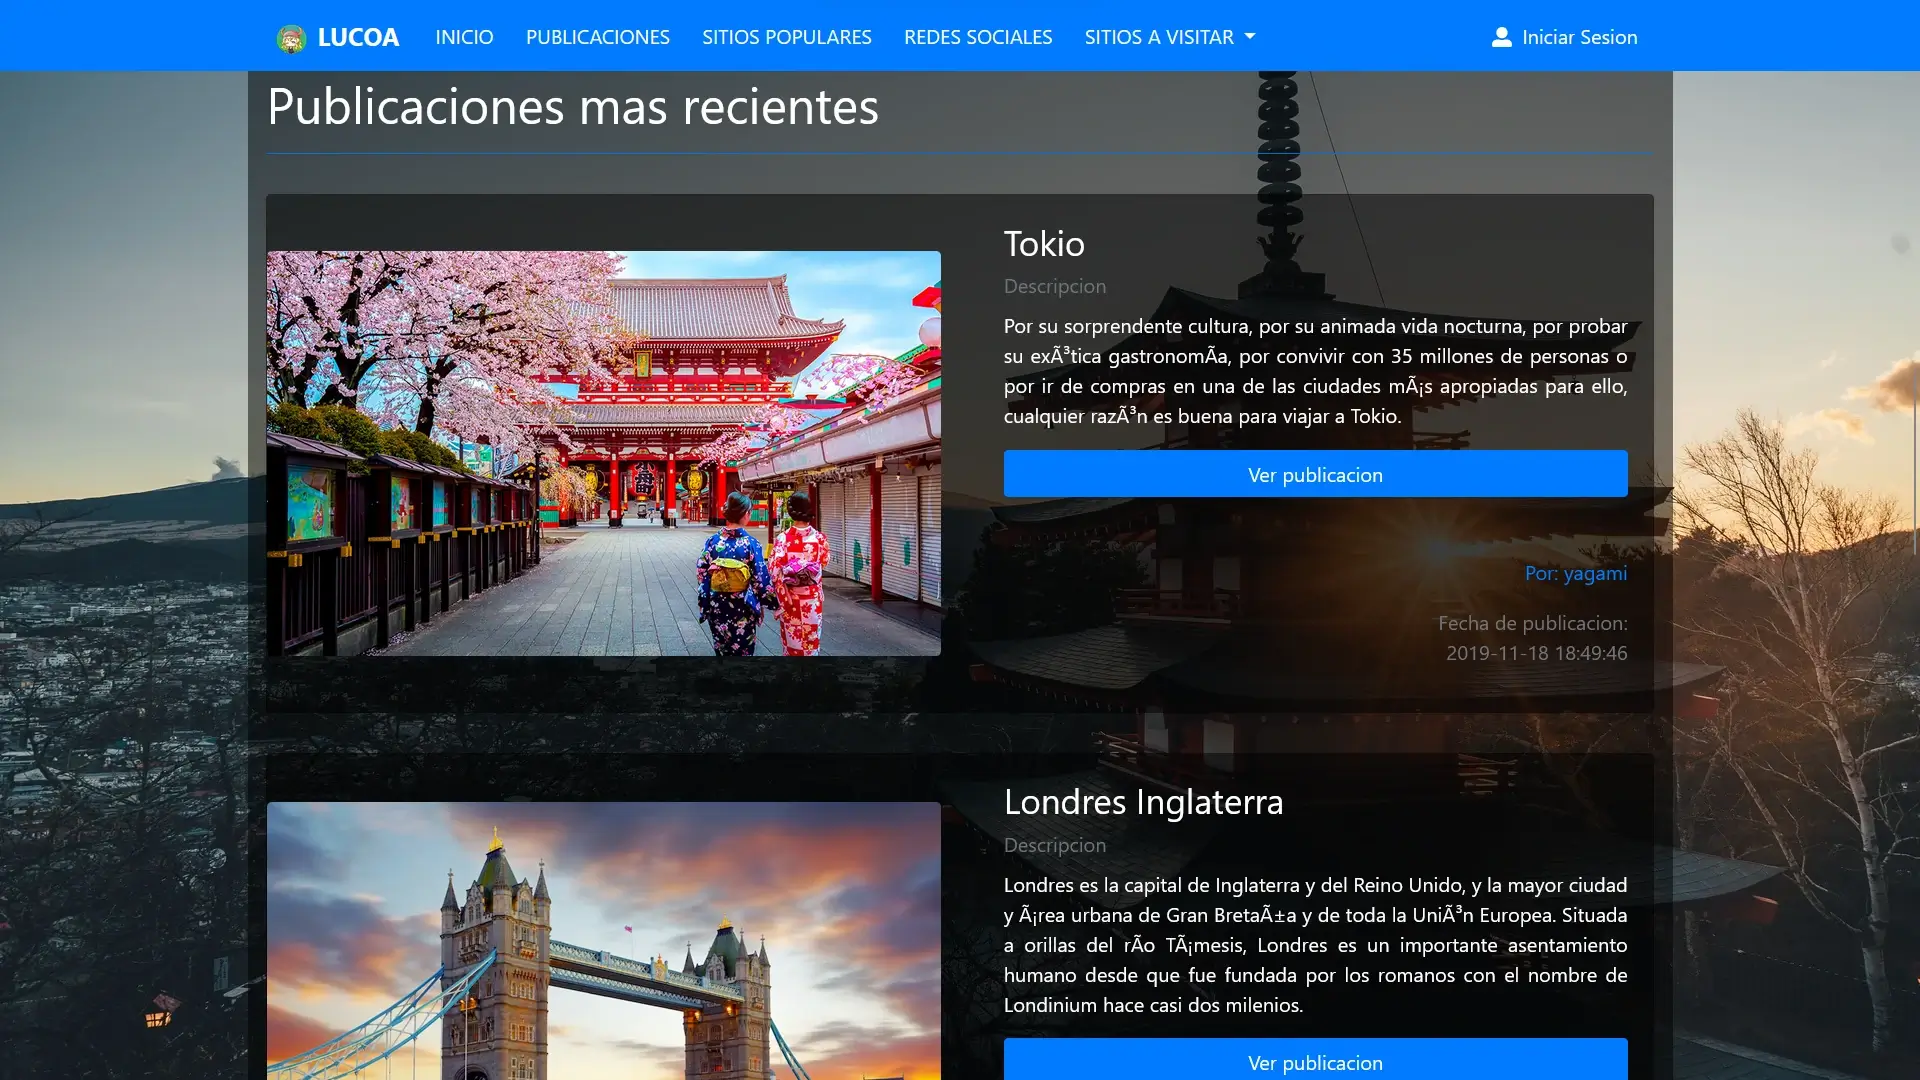 LUCOA INICIO PUBLICACIONES SITIOS POPULARES REDES SOCIALES SITIOS A VISITAR Iniciar Sesion
Publicaciones mas recientes
Tokio
Descripcion
Por su sorprendente cultura, por su animada vida nocturna, por probar
su exÃ³tica gastronomÃa, por convivir con 35 millones de personas o
por ir de compras en una de las ciudades mÃ¡s apropiadas para ello,
cualquier razÃ³n es buena para viajar a Tokio.
Ver publicacion
Por: yagami
Fecha de publicacion:
2019-11-18 18:49:46
Londres Inglaterra
Descripcion
Londres es la capital de Inglaterra y del Reino Unido, y la mayor ciudad
y Ã¡rea urbana de Gran BretaÃ±a y de toda la UniÃ³n Europea. Situada
a orillas del rÃo TÃ¡mesis, Londres es un importante asentamiento
humano desde que fue fundada por los romanos con el nombre de
Londinium hace casi dos milenios.
Ver publicacion